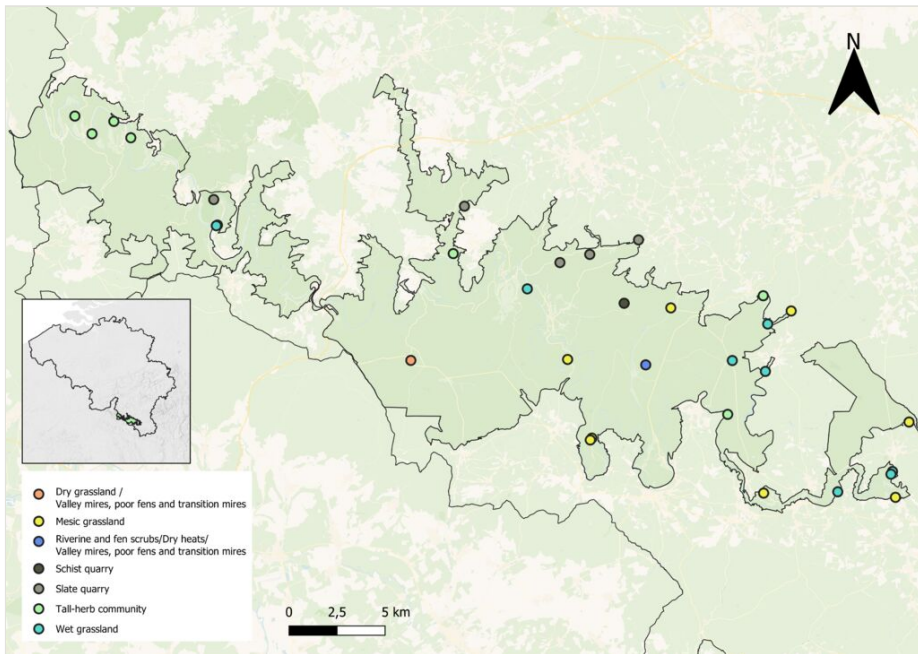 N
Dry grassland /
Valley mires, poor fens and transition mires
Mesic grassland
Riverine and fen scrubs/Dry heats/
Valley mires, poor fens and transition mires
Schist quarry
Slate quarry
Tall-herb community
Wet grassland
0 2,5 5 km